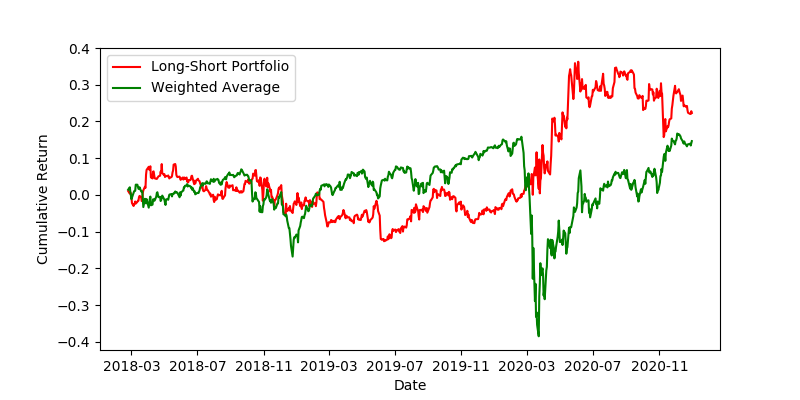 0.4
0.3
0.2
0.1
0.0
−0.1
−0.2
−0.3
−0.4
Cumulative Return
Long-Short Portfolio
Weighted Average
2018-03 2018-07 2018-11 2019-03 2019-07 2019-11 2020-03 2020-07 2020-11
Date